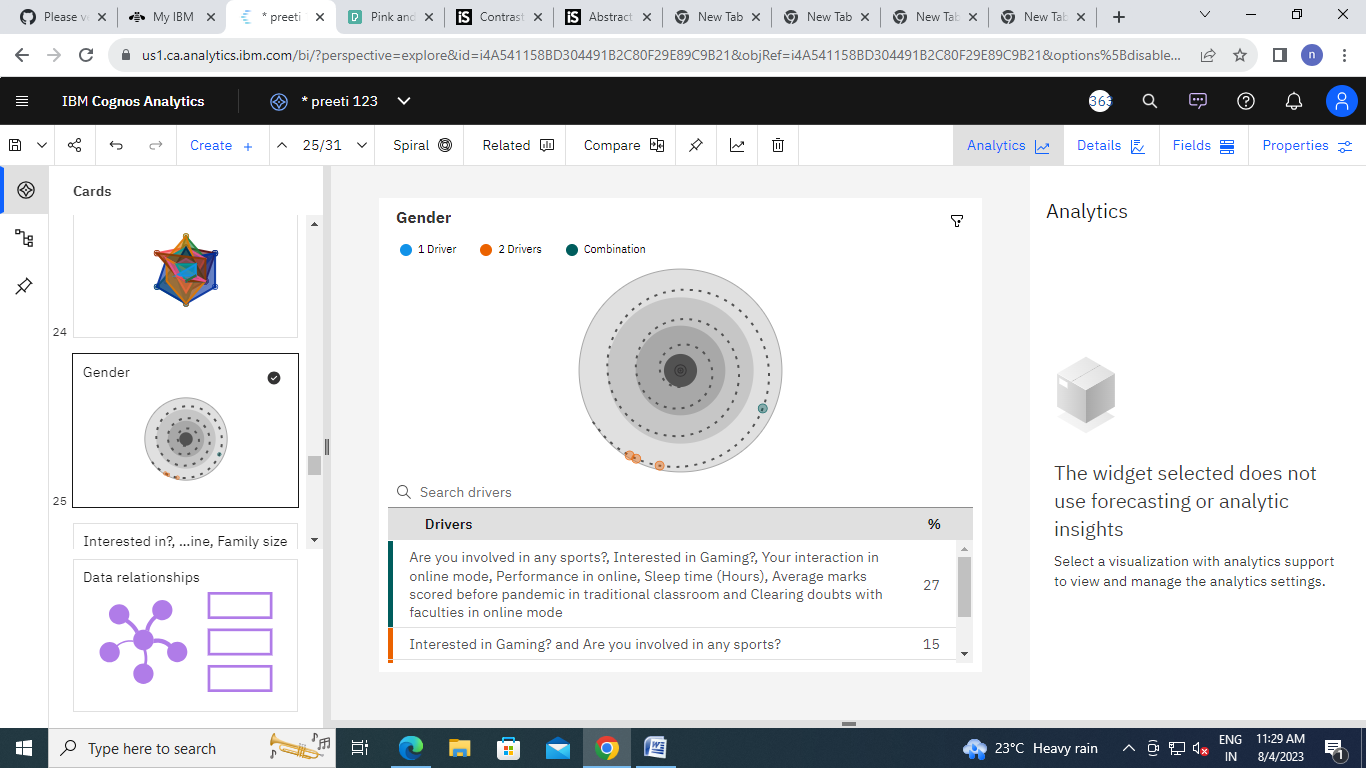 Please ve
My IBM
* preeti
Pink and
Contrast
Abstract
New Tab
New Tab
New Tab
New Tab
us1.ca.analytics.ibm.com/bi/?perspective=explore&id=i4A541158BD304491B2C80F29E89C9B21&objRef=i4A541158BD304491B2C80F29E89C9B21&options%5Bdisable...
n
IBM Cognos Analytics
* preeti 123
363
Create +
25/31
Spiral
Related
Compare
Analytics
Details
Fields
Properties
Cards
24
Gender
25
Interested in?, ...ine, Family size
Data relationships
Gender
1 Driver
2 Drivers
Combination
Search drivers
Drivers %
Are you involved in any sports?, Interested in Gaming?, Your interaction in
online mode, Performance in online, Sleep time (Hours), Average marks
scored before pandemic in traditional classroom and Clearing doubts with
faculties in online mode
27
Interested in Gaming? and Are you involved in any sports? 15
Analytics
The widget selected does not
use forecasting or analytic
insights
Select a visualization with analytics support
to view and manage the analytics settings.
Type here to search
23°C Heavy rain
ENG
IN
11:29 AM
8/4/2023
1